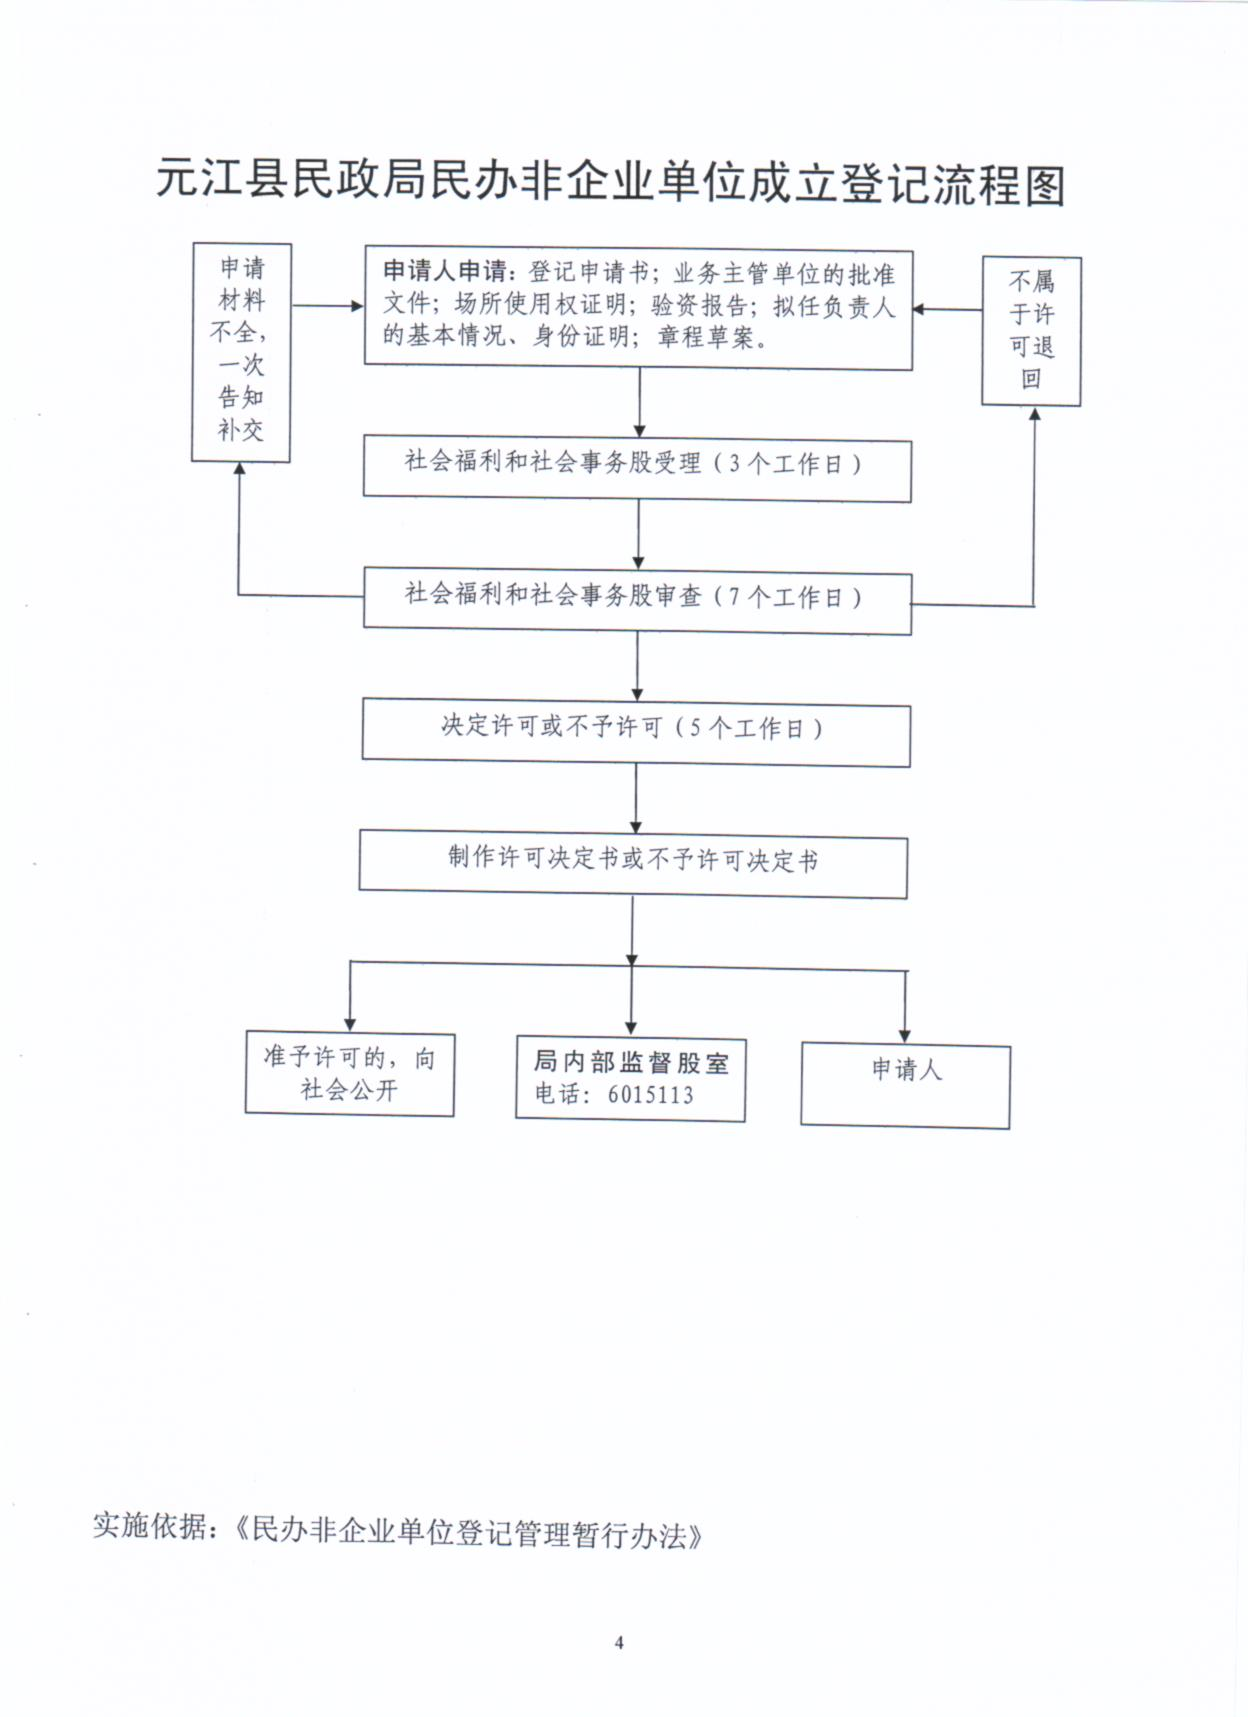 元江县民政局民办非企业单位成立登记流程图
申请
材料
不全，
一次
告知
补交
申请人申请：登记申请书；业务主管单位的批准
文件；场所使用权证明；验资报告；拟任负责人
的基本情况、身份证明；章程草案。
不属
于许
可退
回
社会福利和社会事务股受理（3个工作日）
社会福利和社会事务股审查（7个工作日）
决定许可或不予许可（5个工作日）
制作许可决定书或不予许可决定书
准予许可的，向
社会公开
局内部监督股室
电话：6015113
申请人
实施依据：《民办非企业单位登记管理暂行办法》
4